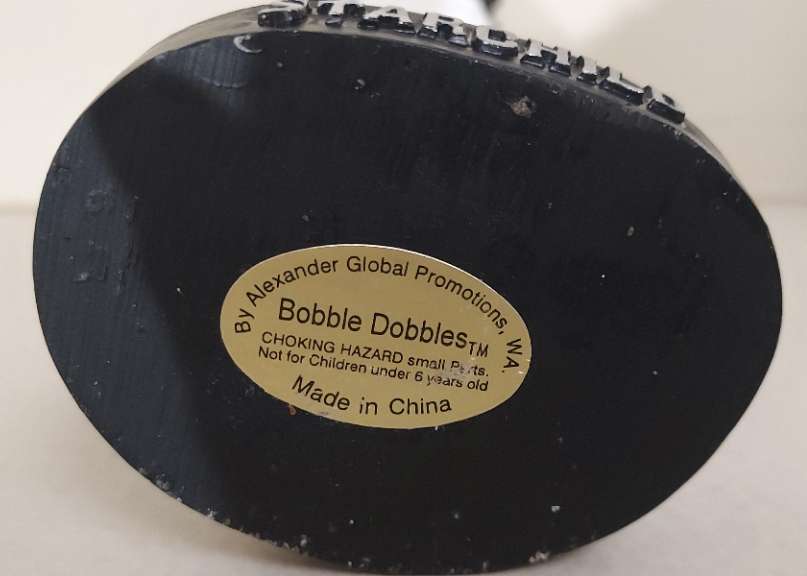 STARCHILD
By Alexander Global Promotions, WA.
Bobble Dobbles™
CHOKING HAZARD small Parts.
Not for Children under 6 years old
Made in China